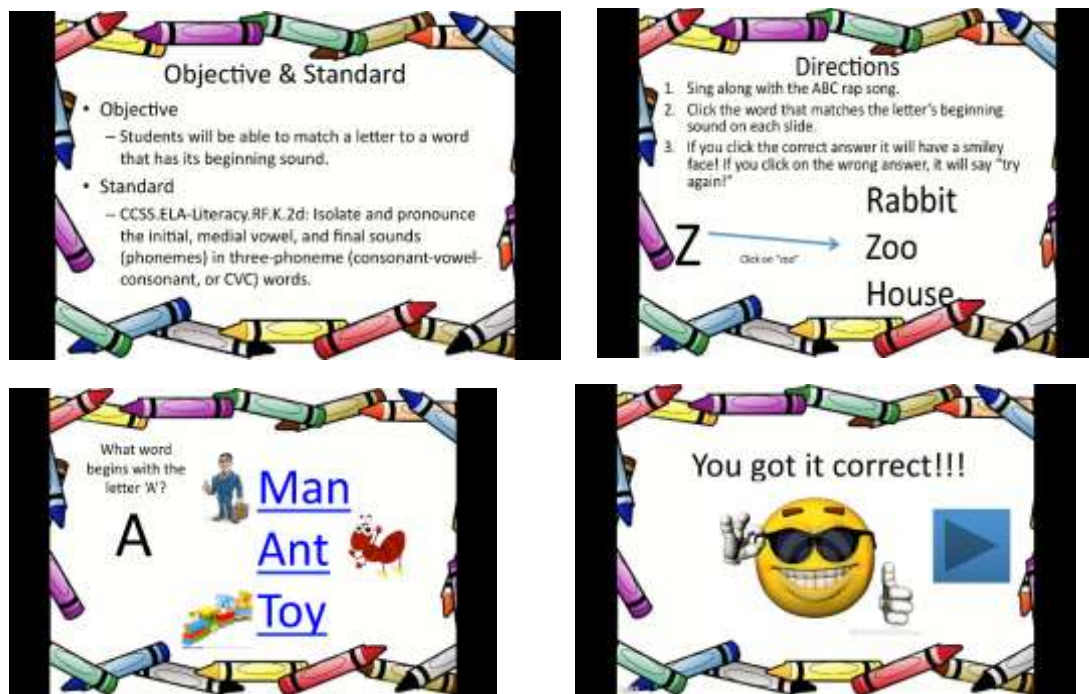 Objective & Standard
• Objective
– Students will be able to match a letter to a word
that has its beginning sound.
• Standard
– CCSS.ELA-Literacy.RF.K.2d: Isolate and pronounce
the initial, medial vowel, and final sounds
(phonemes) in three-phoneme (consonant-vowel-
consonant, or CVC) words.
Directions
1. Sing along with the ABC rap song.
2. Click the word that matches the letter's beginning
sound on each slide.
3. If you click the correct answer it will have a smiley
face! If you click on the wrong answer, it will say "try
again!"
Rabbit
Z
Click on "zoo"
Zoo
House
What word
begins with the
letter 'A'?
A
Man
Ant
Toy
You got it correct!!!